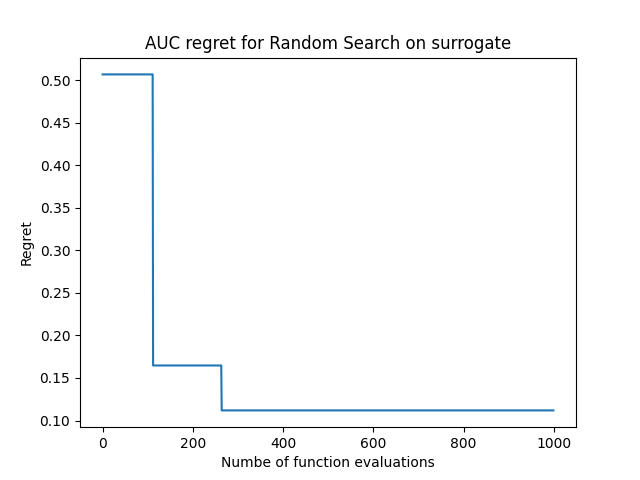 AUC regret for Random Search on surrogate
0.50
0.45
0.40
0.35
0.30
0.25
0.20
0.15
0.10
Regret
0 200 400 600 800 1000
Numbe of function evaluations